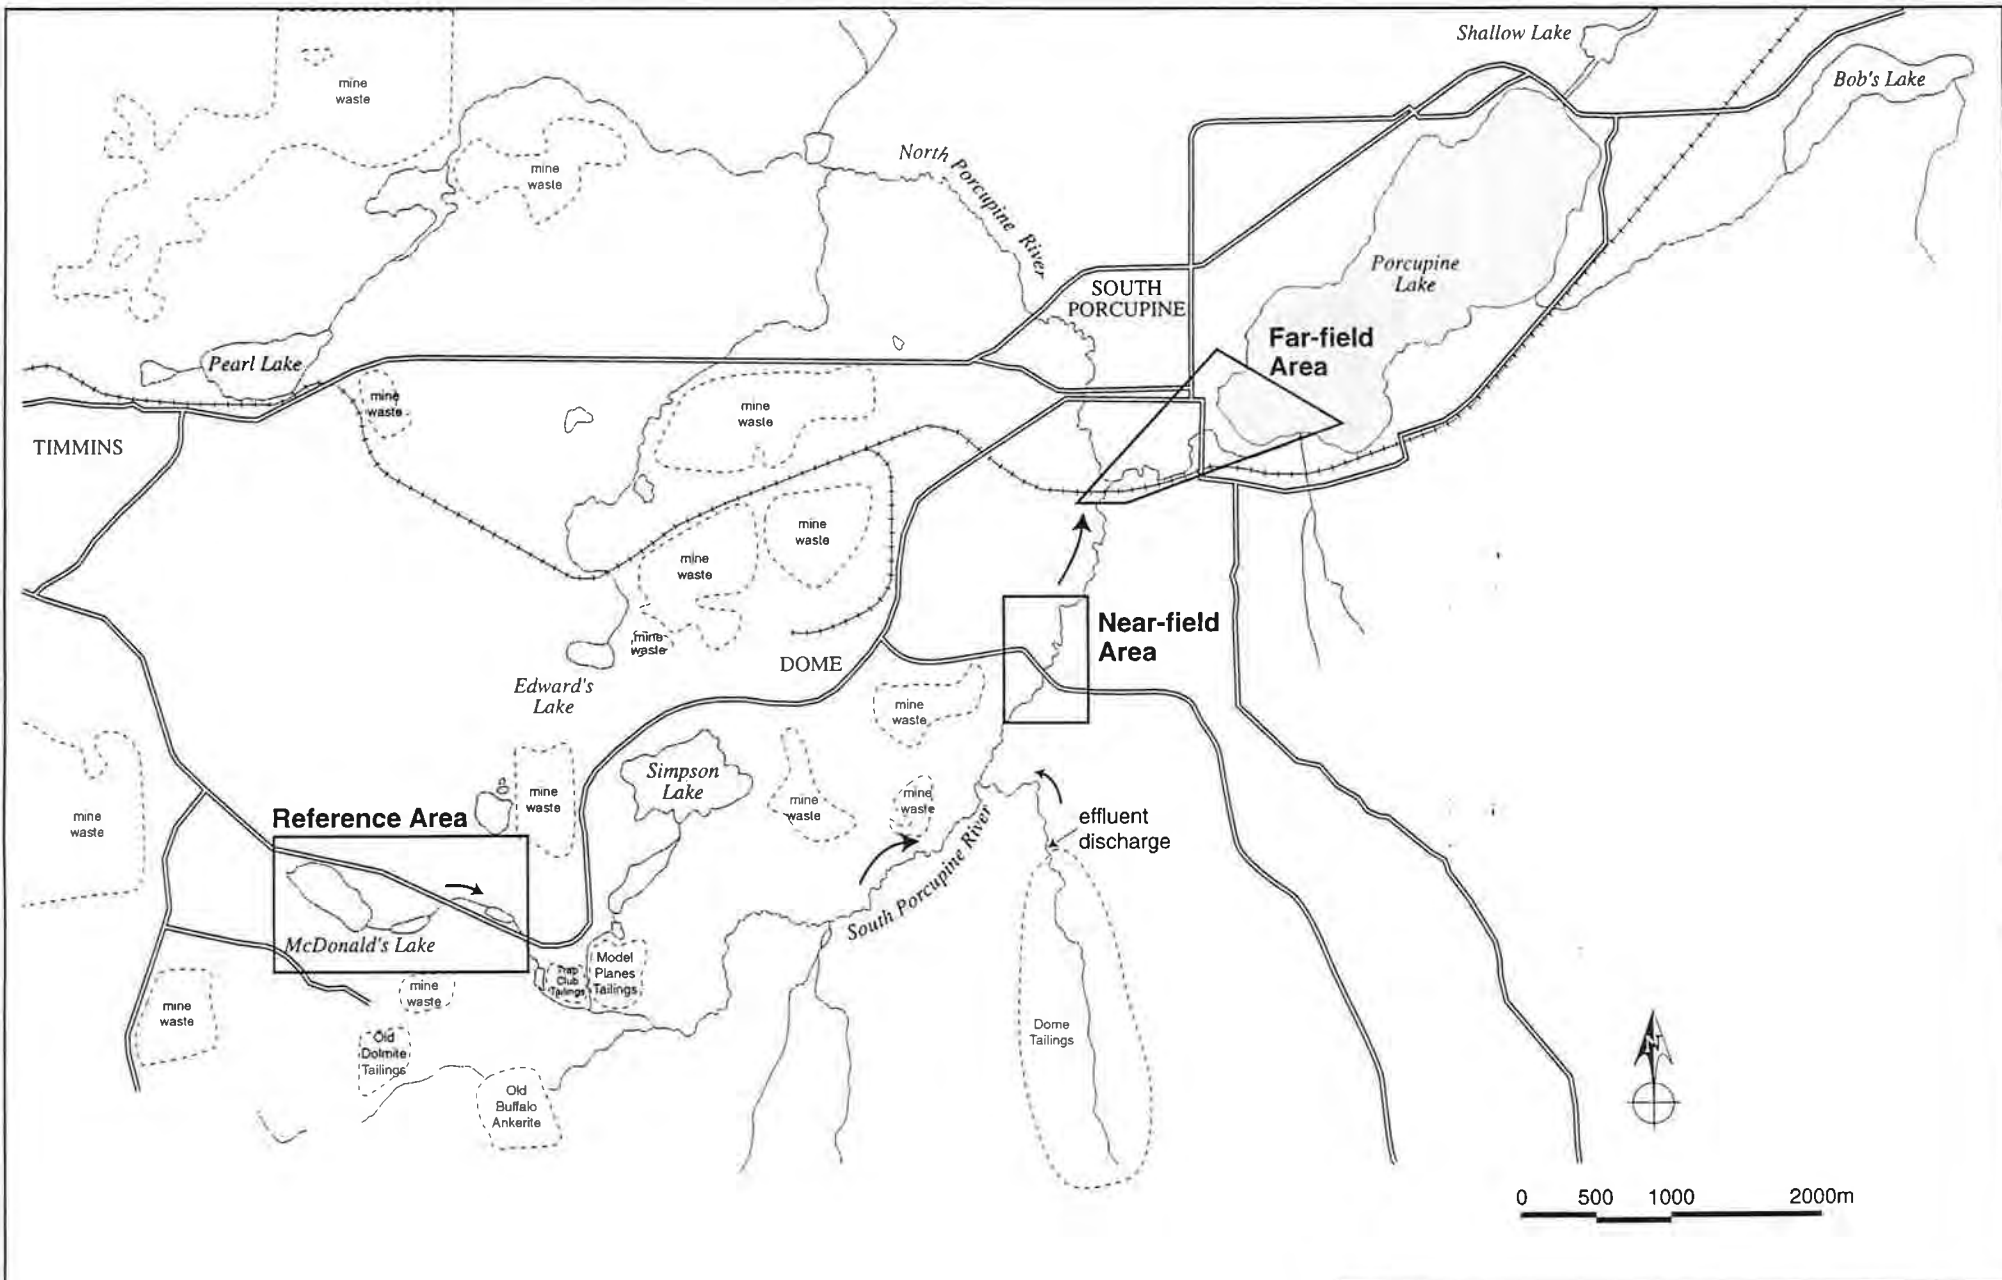 Shallow Lake
Bob's Lake
mine
waste
mine
waste
North Porcupine River
Porcupine
Lake
SOUTH
PORCUPINE
Far-field
Area
Pearl Lake
mine
waste
mine
waste
TIMMINS
mine
waste
mine
waste
mine
waste
Near-field
Area
DOME
Edward's
Lake
mine
waste
Simpson
Lake
mine
waste
mine
waste
mine
waste
mine
waste
Reference Area
effluent
discharge
South Porcupine River
McDonald's Lake
Model
Planes
Tailings
Trap
Club
Tailings
mine
waste
mine
waste
Old
Dolmite
Tailings
Dome
Tailings
Old
Buffalo
Ankerite
N
0 500 1000 2000m